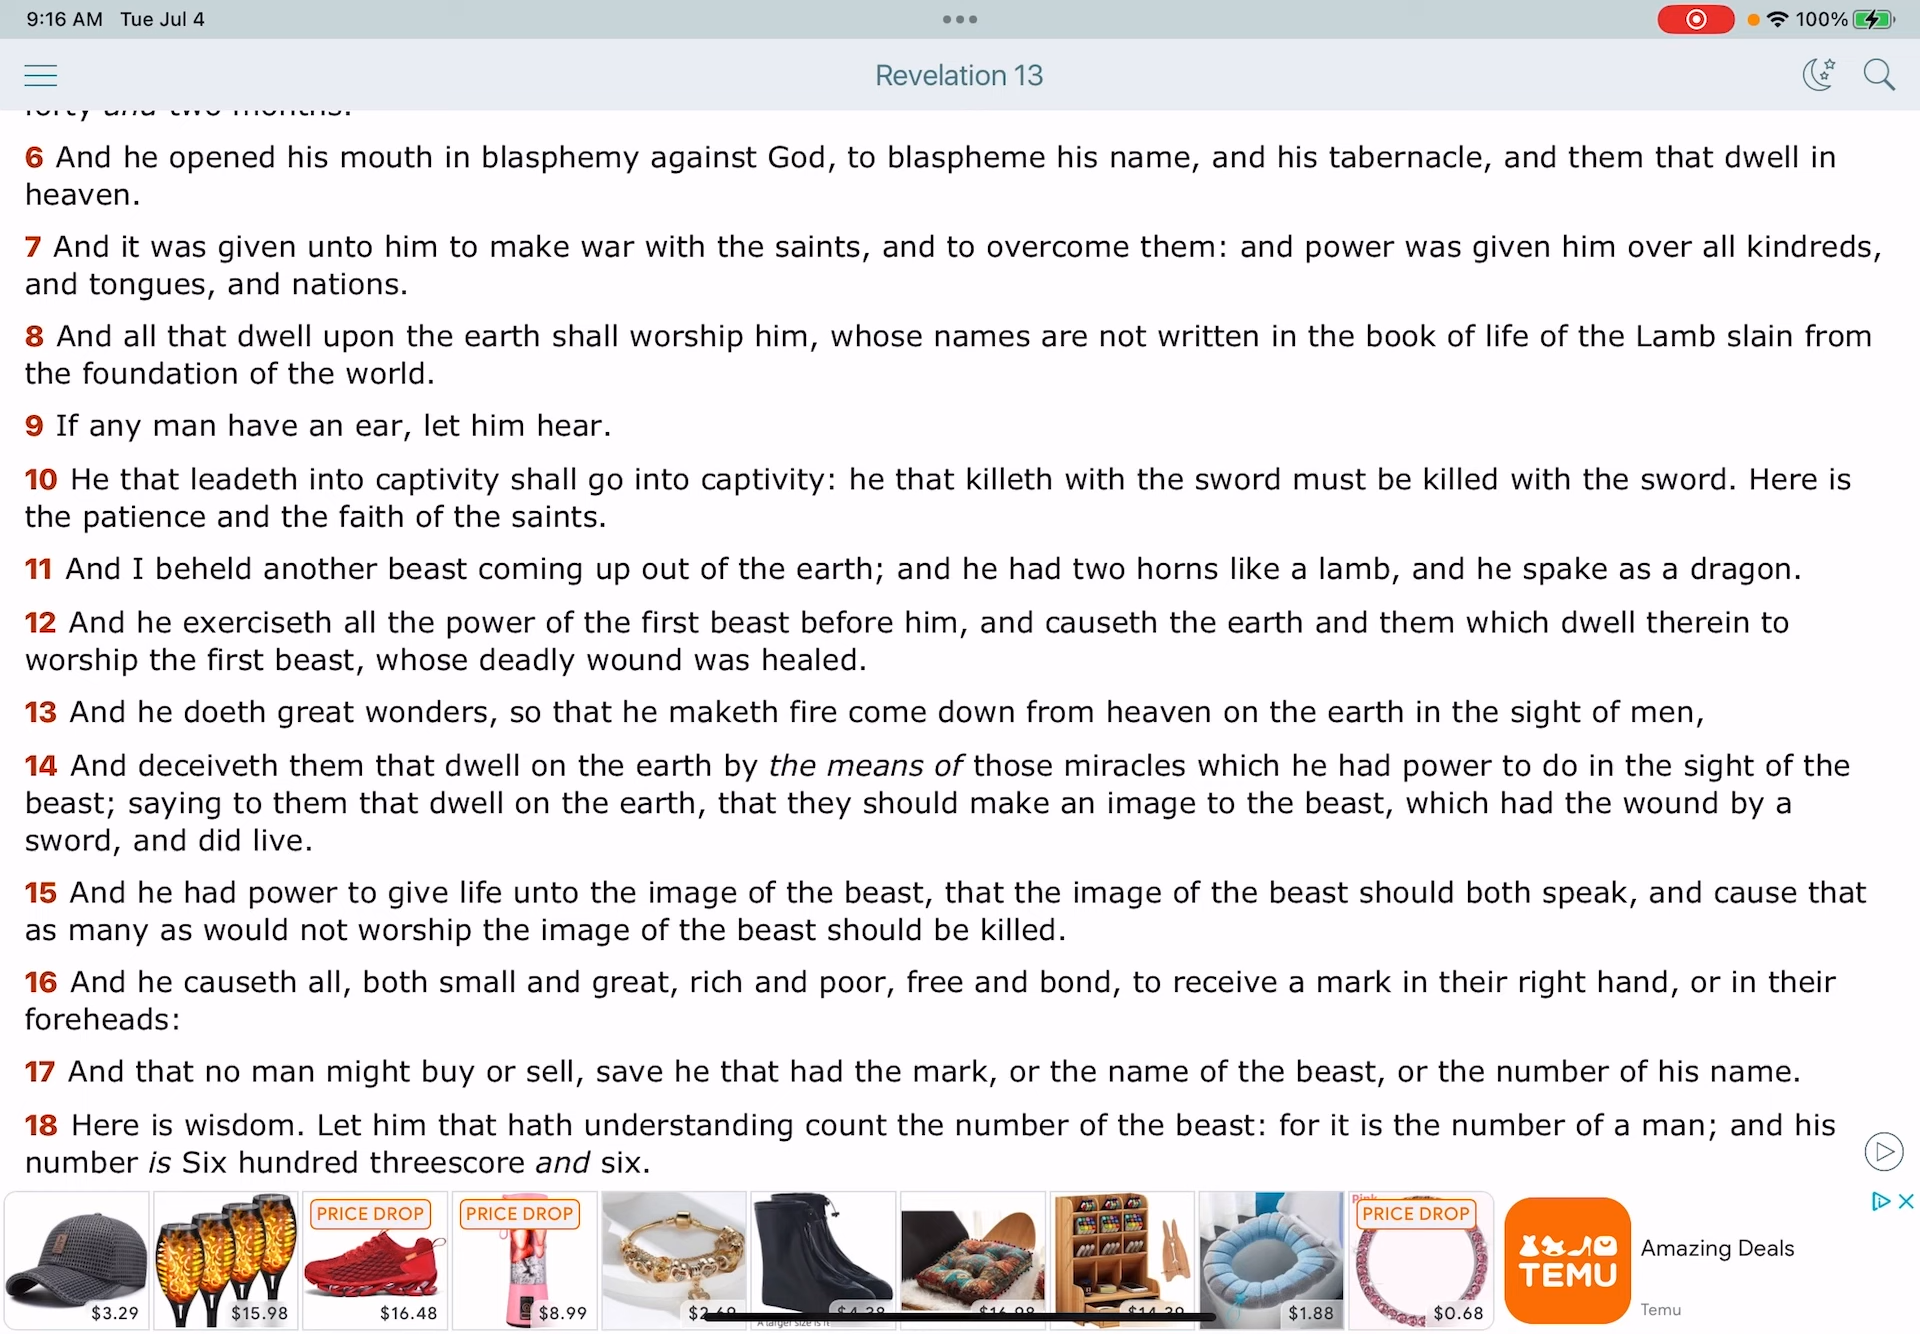 9:16 AM Tue Jul 4
100%
Revelation 13
forty and two months.
6 And he opened his mouth in blasphemy against God, to blaspheme his name, and his tabernacle, and them that dwell in
heaven.
7 And it was given unto him to make war with the saints, and to overcome them: and power was given him over all kindreds,
and tongues, and nations.
8 And all that dwell upon the earth shall worship him, whose names are not written in the book of life of the Lamb slain from
the foundation of the world.
9 If any man have an ear, let him hear.
10 He that leadeth into captivity shall go into captivity: he that killeth with the sword must be killed with the sword. Here is
the patience and the faith of the saints.
11 And I beheld another beast coming up out of the earth; and he had two horns like a lamb, and he spake as a dragon.
12 And he exerciseth all the power of the first beast before him, and causeth the earth and them which dwell therein to
worship the first beast, whose deadly wound was healed.
13 And he doeth great wonders, so that he maketh fire come down from heaven on the earth in the sight of men,
14 And deceiveth them that dwell on the earth by the means of those miracles which he had power to do in the sight of the
beast; saying to them that dwell on the earth, that they should make an image to the beast, which had the wound by a
sword, and did live.
15 And he had power to give life unto the image of the beast, that the image of the beast should both speak, and cause that
as many as would not worship the image of the beast should be killed.
16 And he causeth all, both small and great, rich and poor, free and bond, to receive a mark in their right hand, or in their
foreheads:
17 And that no man might buy or sell, save he that had the mark, or the name of the beast, or the number of his name.
18 Here is wisdom. Let him that hath understanding count the number of the beast: for it is the number of a man; and his
number is Six hundred threescore and six.
PRICE DROP
PRICE DROP
PRICE DROP
$3.29
$15.98
$16.48
$8.99
$1.88
$0.68
TEMU
Amazing Deals
Temu